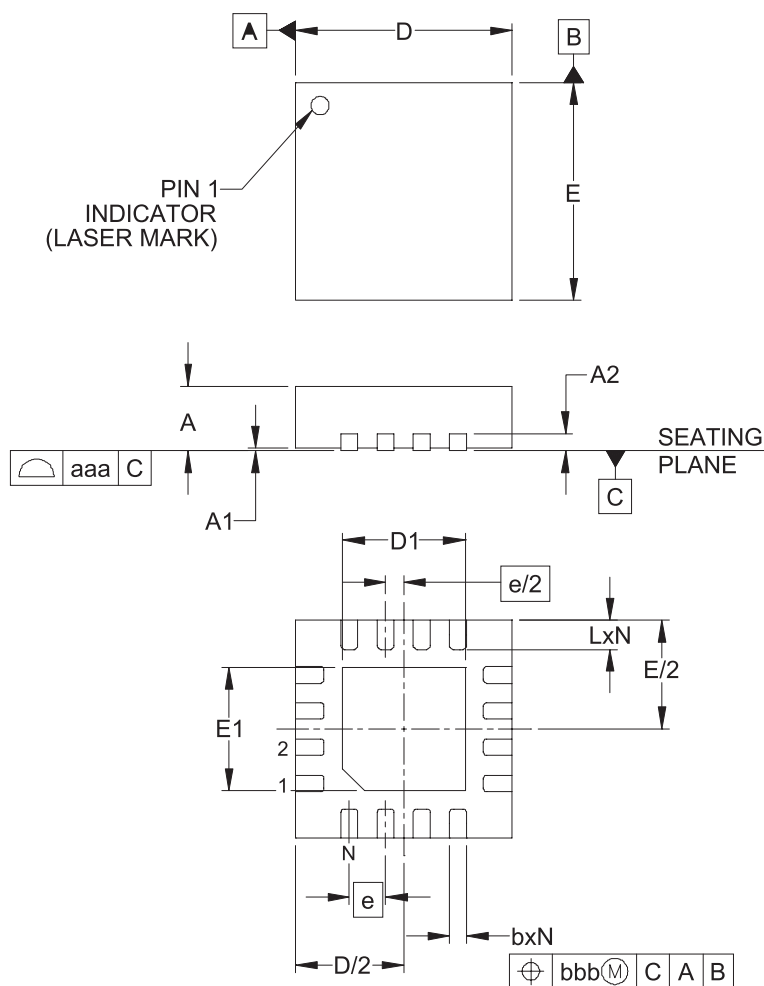 A
D
B
PIN 1
INDICATOR
(LASER MARK)
E
A2
A
SEATING
PLANE
aaa C
C
A1
D1
e/2
LxN
E/2
E1
2
1
N
e
bxN
D/2
bbb Ⓜ C A B